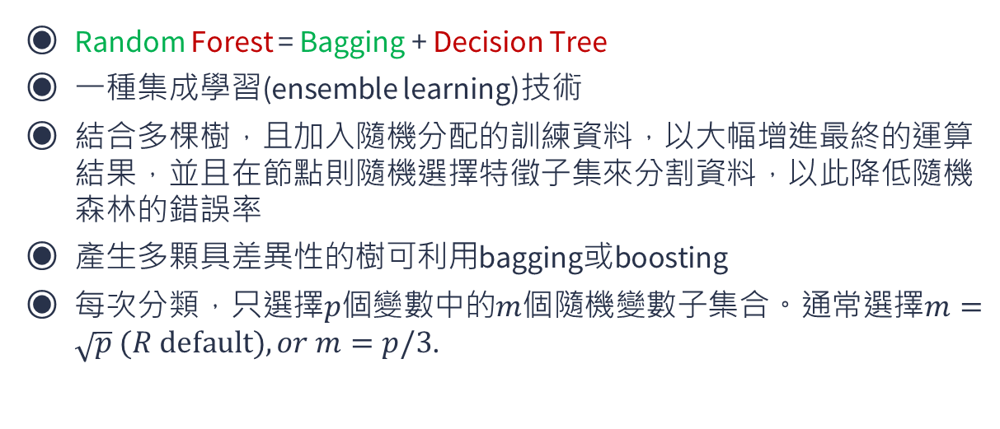 Random Forest = Bagging + Decision Tree
一種集成學習(ensemble learning)技術
結合多棵樹，且加入隨機分配的訓練資料，以大幅增進最終的運算
結果，並且在節點則隨機選擇特徵子集來分割資料，以此降低隨機
森林的錯誤率
產生多顆具差異性的樹可利用bagging或boosting
每次分類，只選擇p個變數中的m個隨機變數子集合。通常選擇m =
√p (R default), or m = p/3.